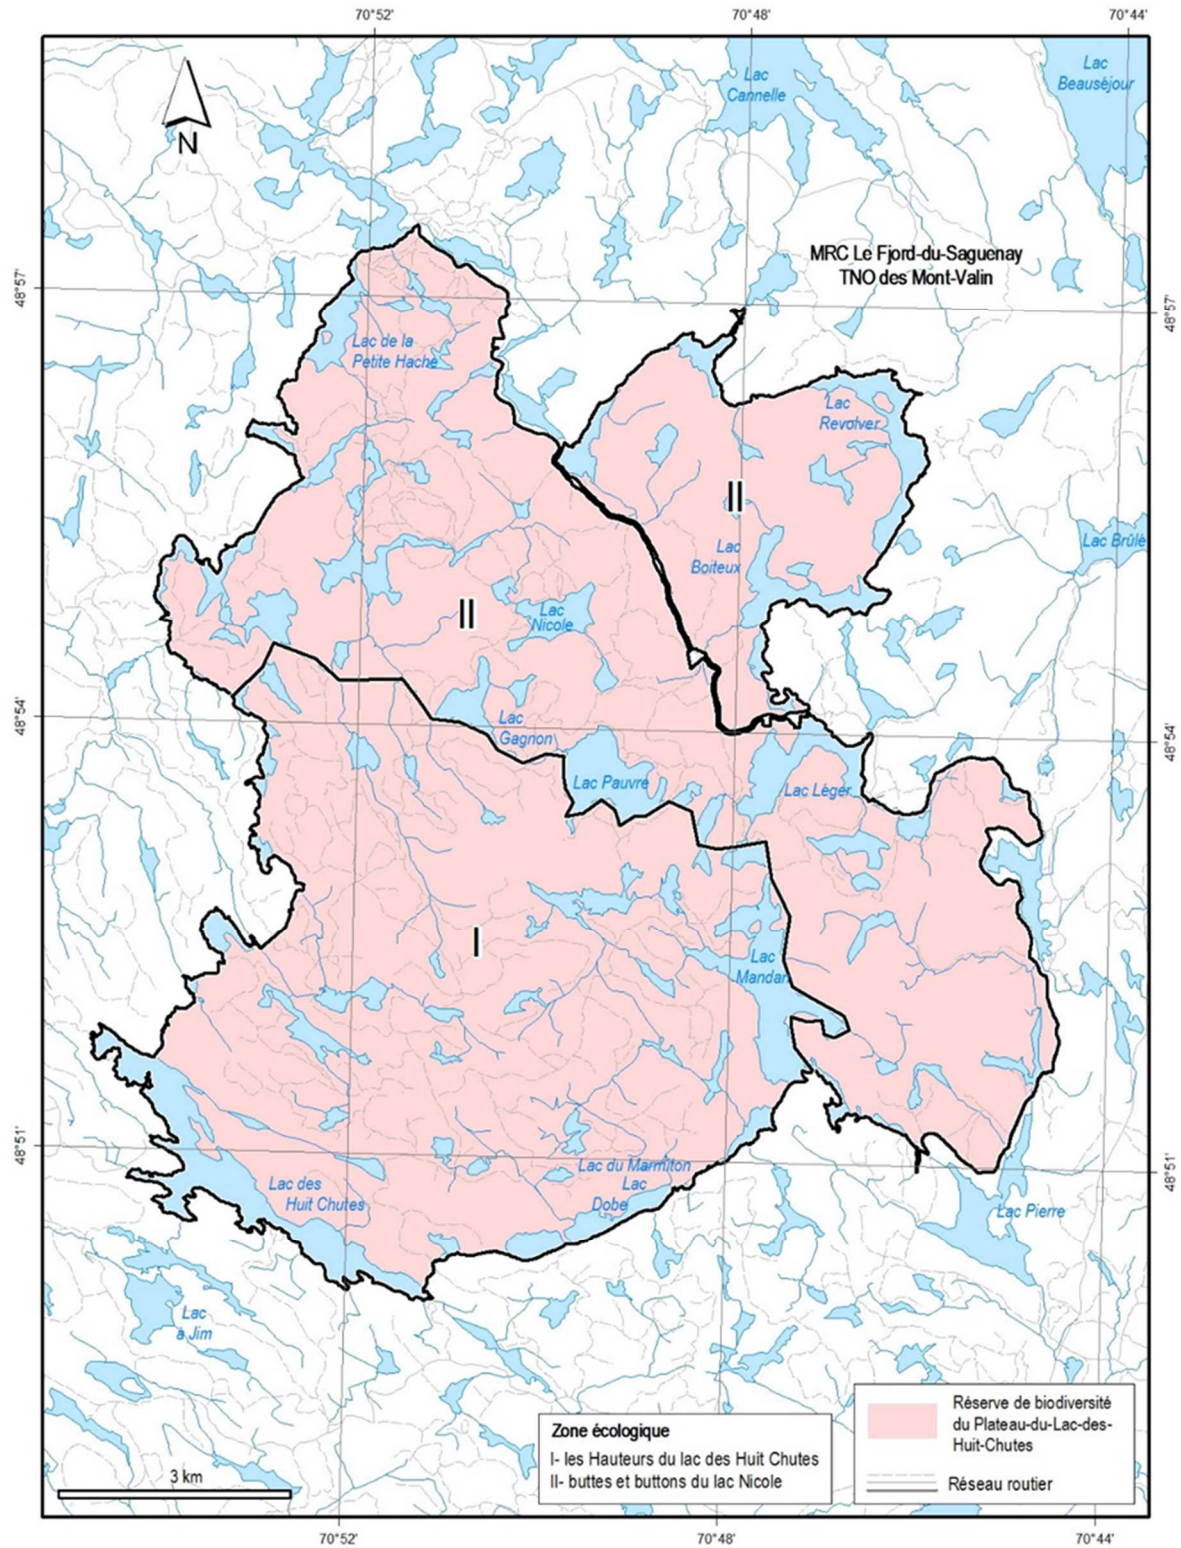 70°52'
70°48'
70°44'
N
Lac
Cannelle
Lac
Beauséjour
MRC Le Fjord-du-Saguenay
TNO des Mont-Valin
48°57'
48°57'
Lac de la
Petite Hache
Lac
Revolver
II
Lac Brûlé
Lac
Boiteux
II
Lac
Nicole
48°54'
48°54'
Lac
Gagnon
Lac Pauvre
Lac Léger
I
Lac
Mandar
48°51'
48°51'
Lac du Marmiton
Lac
Dobe
Lac des
Huit Chutes
Lac Pierre
Lac
à Jim
3 km
Zone écologique
I- les Hauteurs du lac des Huit Chutes
II- buttes et buttons du lac Nicole
Réserve de biodiversité
du Plateau-du-Lac-des-
Huit-Chutes
Réseau routier
70°52'
70°48'
70°44'